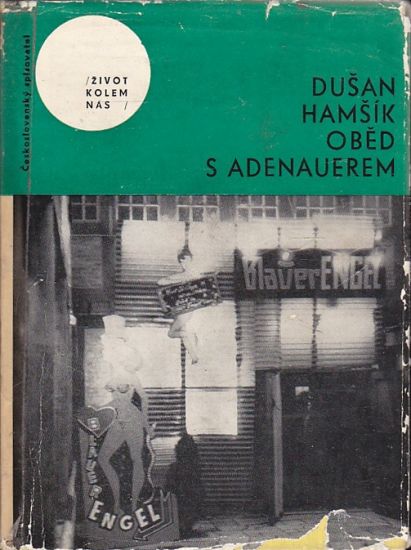 Československý spisovatel
/ŽIVOT
KOLEM
NÁS /
DUŠAN
HAMŠÍK
OBĚD
S ADENAUEREM
BlauerENGEL
BLAUER
ENGEL